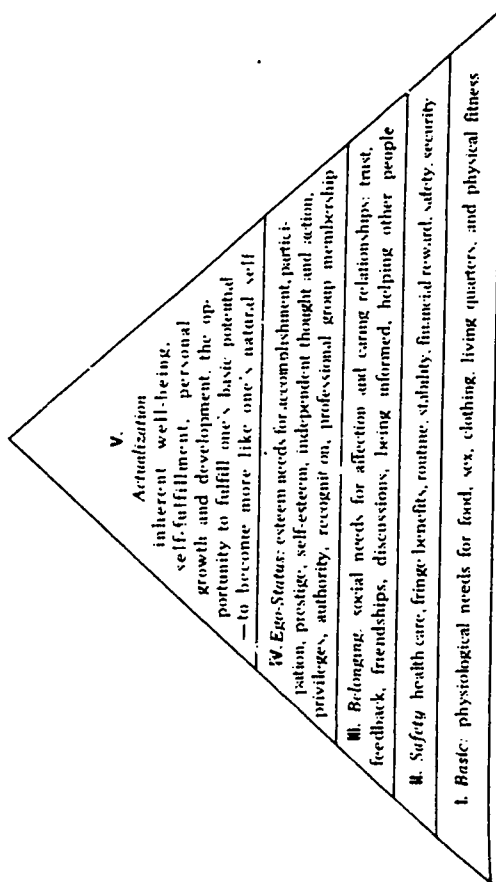 V.
Actualization
inherent well-being,
self-fulfillment, personal
growth and development, the op-
portunity to fulfill one's basic potential
—to become more like one's natural self
IV. Ego-Status: esteem needs for accomplishment, partici-
pation, prestige, self-esteem, independent thought and action,
privileges, authority, recognition, professional group membership
III. Belonging. social needs for affection and caring relationships; trust,
feedback, friendships, discussions, being informed, helping other people
II. Safety health care, fringe benefits, routine, stability, financial reward, safety, security
I. Basic: physiological needs for food, sex, clothing, living quarters, and physical fitness